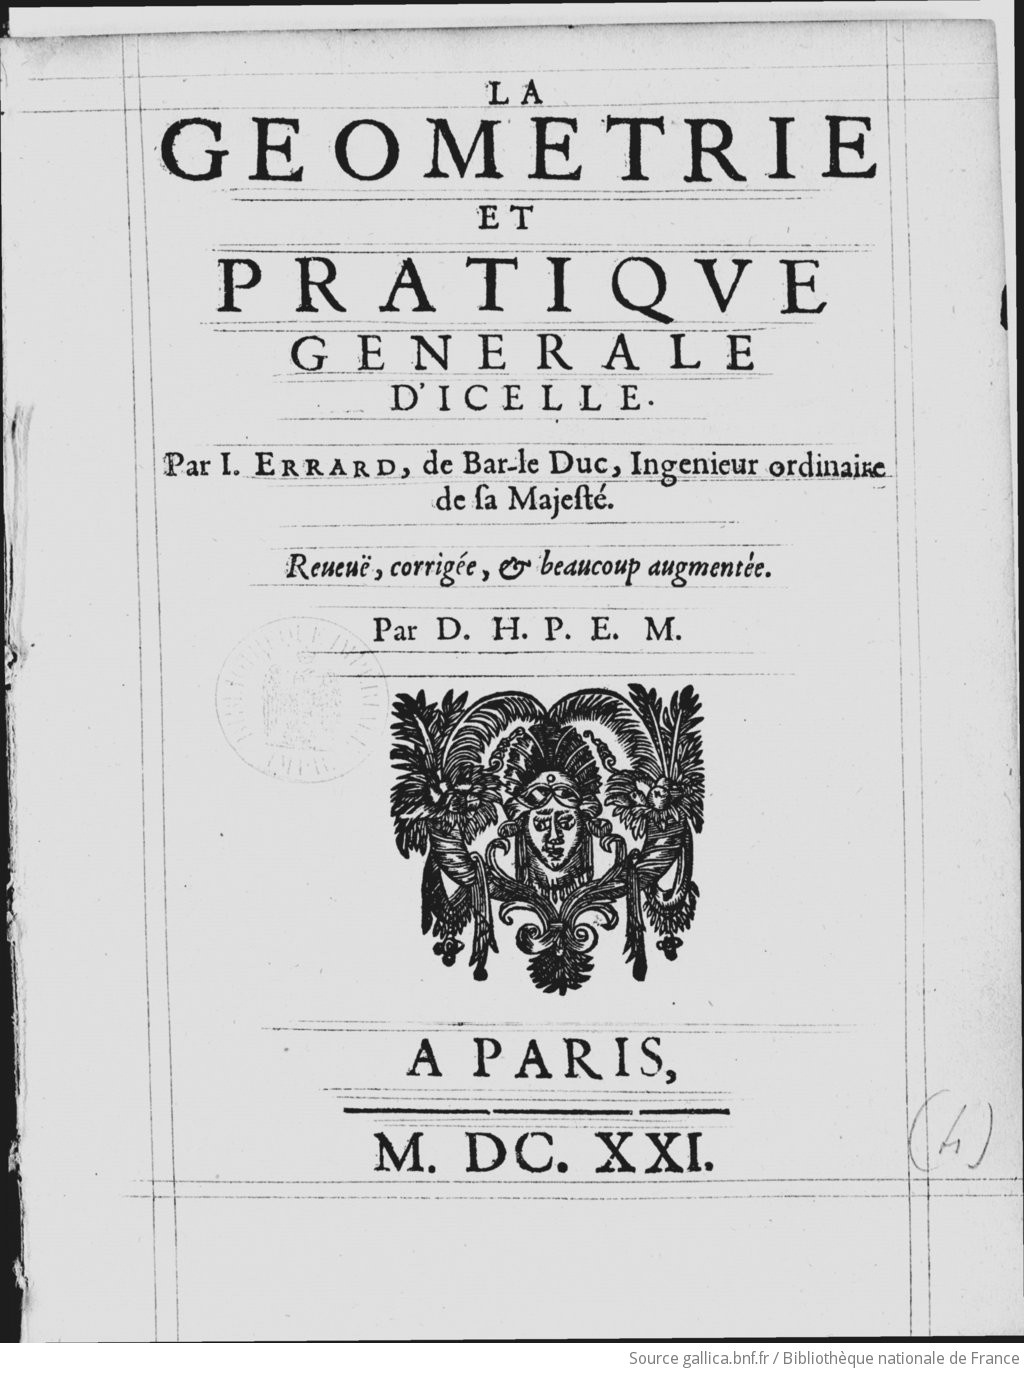 LA
GEOMETRIE
ET
PRATIQVE
GENERALE
D'ICELLE.
Par I. ERRARD, de Bar-le Duc, Ingenieur ordinaire
de ſa Majeſté.
Reueuë, corrigée, & beaucoup augmentée.
Par D. H. P. E. M.
A PARIS,
M. DC. XXI.
(4)
Source gallica.bnf.fr / Bibliothèque nationale de France